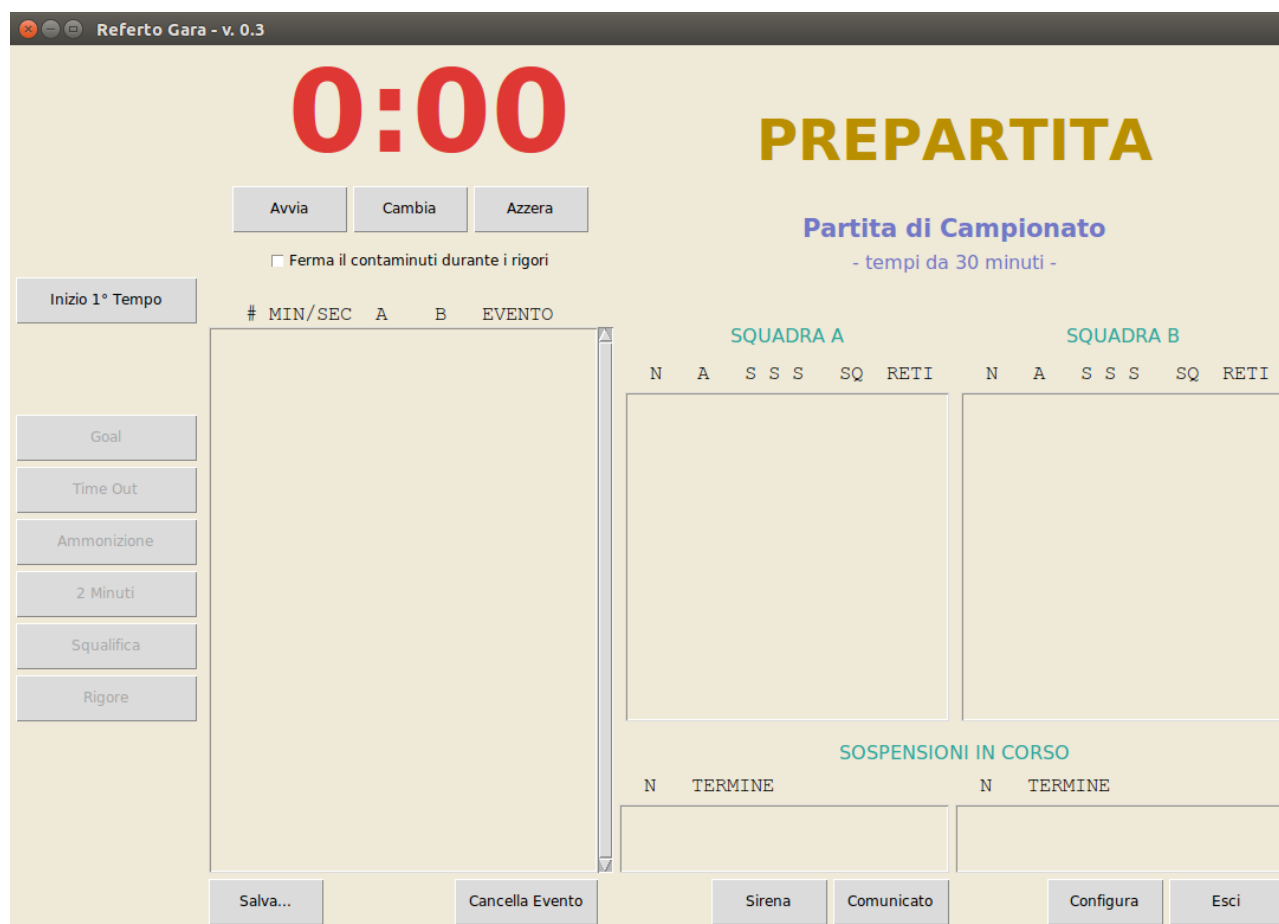 Referto Gara - v. 0.3
0:00
PREPARTITA
Avvia Cambia Azzera
Partita di Campionato
Ferma il contaminuti durante i rigori
- tempi da 30 minuti -
Inizio 1° Tempo
# MIN/SEC A B EVENTO
SQUADRA A SQUADRA B
N A S S S SQ RETI N A S S S SQ RETI
Goal
Time Out
Ammonizione
2 Minuti
Squalifica
Rigore
SOSPENSIONI IN CORSO
N TERMINE N TERMINE
Salva... Cancella Evento Sirena Comunicato Configura Esci